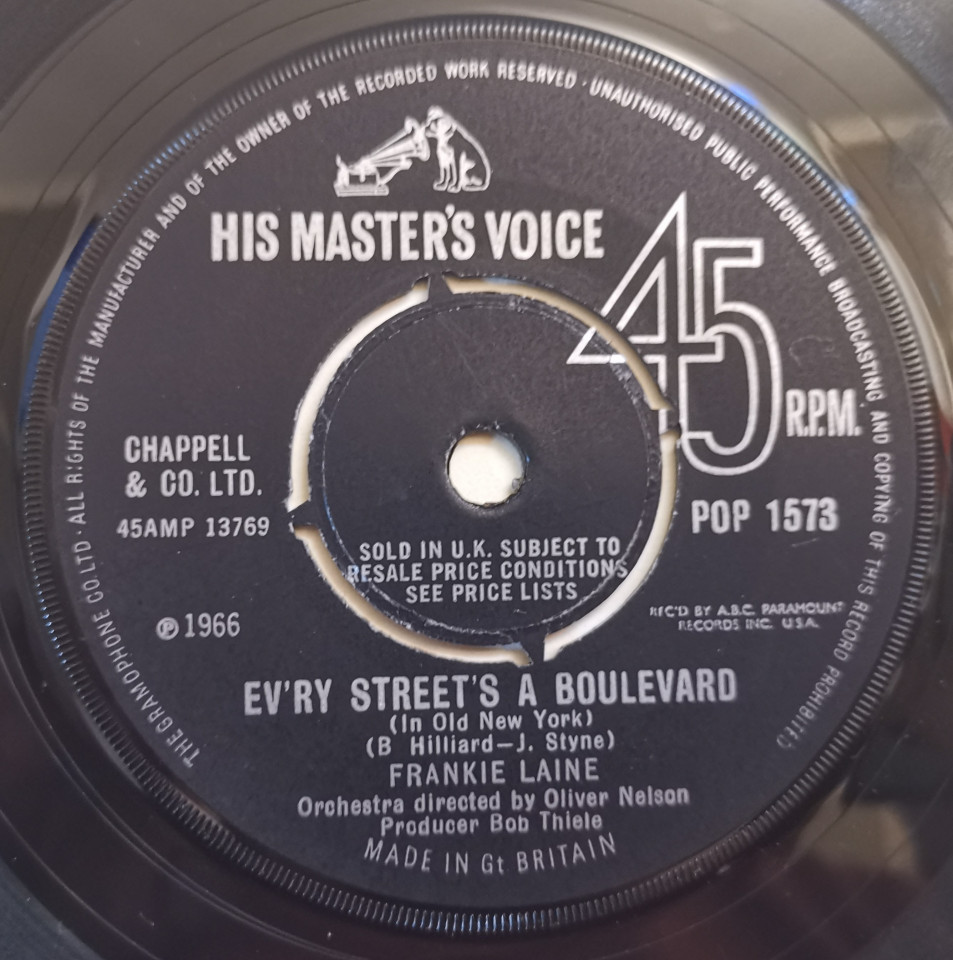 THE GRAMOPHONE CO. LTD · ALL RIGHTS OF THE MANUFACTURER AND OF THE OWNER OF THE RECORDED WORK RESERVED · UNAUTHORISED PUBLIC PERFORMANCE BROADCASTING AND COPYING OF THIS RECORD PROHIBITED
HIS MASTER'S VOICE
45 R.P.M.
CHAPPELL
& CO. LTD.
45AMP 13769
POP 1573
SOLD IN U.K. SUBJECT TO
RESALE PRICE CONDITIONS
SEE PRICE LISTS
REC'D BY A.B.C. PARAMOUNT
RECORDS INC. U.S.A.
℗ 1966
EV'RY STREET'S A BOULEVARD
(In Old New York)
(B Hilliard—J. Styne)
FRANKIE LAINE
Orchestra directed by Oliver Nelson
Producer Bob Thiele
MADE IN Gt BRITAIN